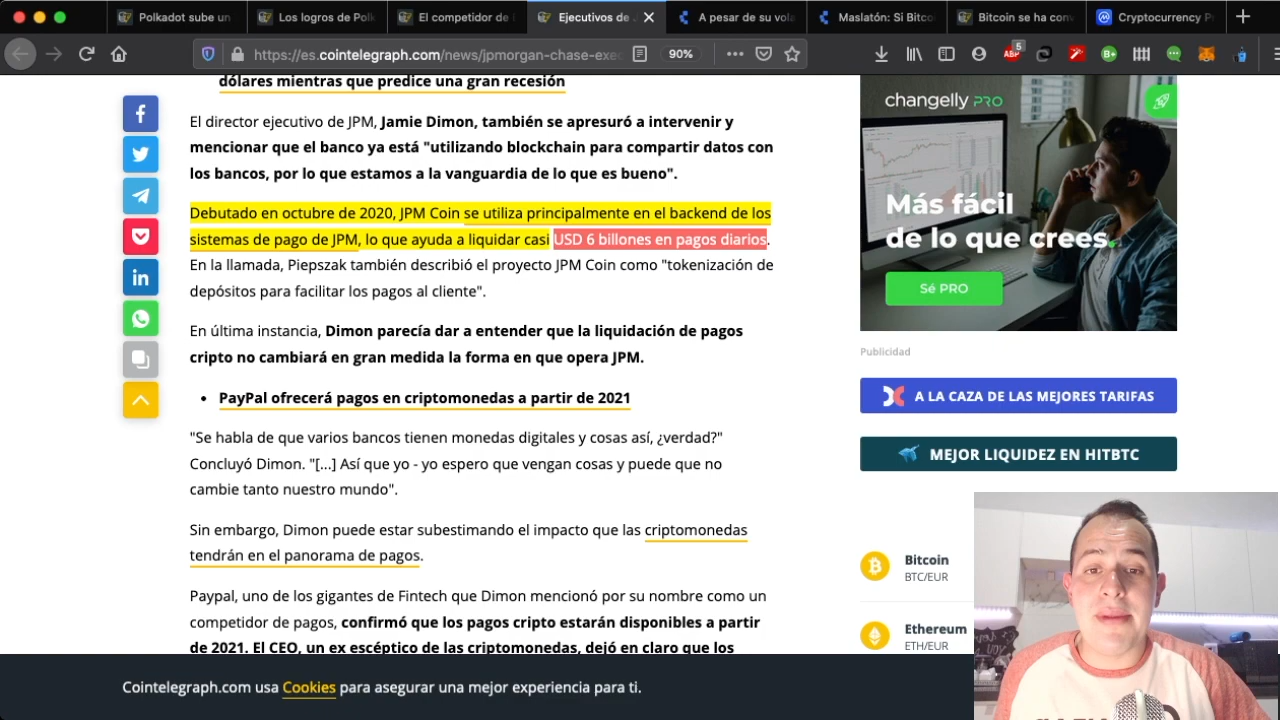 Polkadot sube un
Los logros de Polk
El competidor de
Ejecutivos de J
A pesar de su vola
Maslatón: Si Bitcoi
Bitcoin se ha conv
Cryptocurrency P
https://es.cointelegraph.com/news/jpmorgan-chase-exec
90%
ABP
5
B+
dólares mientras que predice una gran recesión
El director ejecutivo de JPM, Jamie Dimon, también se apresuró a intervenir y
mencionar que el banco ya está "utilizando blockchain para compartir datos con
los bancos, por lo que estamos a la vanguardia de lo que es bueno".
Debutado en octubre de 2020, JPM Coin se utiliza principalmente en el backend de los
sistemas de pago de JPM, lo que ayuda a liquidar casi USD 6 billones en pagos diarios.
En la llamada, Piepszak también describió el proyecto JPM Coin como "tokenización de
depósitos para facilitar los pagos al cliente".
En última instancia, Dimon parecía dar a entender que la liquidación de pagos
cripto no cambiará en gran medida la forma en que opera JPM.
• PayPal ofrecerá pagos en criptomonedas a partir de 2021
"Se habla de que varios bancos tienen monedas digitales y cosas así, ¿verdad?"
Concluyó Dimon. "[...] Así que yo - yo espero que vengan cosas y puede que no
cambie tanto nuestro mundo".
Sin embargo, Dimon puede estar subestimando el impacto que las criptomonedas
tendrán en el panorama de pagos.
Paypal, uno de los gigantes de Fintech que Dimon mencionó por su nombre como un
competidor de pagos, confirmó que los pagos cripto estarán disponibles a partir
de 2021. El CEO, un ex escéptico de las criptomonedas, dejó en claro que los
changelly PRO
Más fácil
de lo que crees.
Sé PRO
Publicidad
A LA CAZA DE LAS MEJORES TARIFAS
MEJOR LIQUIDEZ EN HITBTC
Bitcoin
BTC/EUR
Ethereum
ETH/EUR
Cointelegraph.com usa Cookies para asegurar una mejor experiencia para ti.